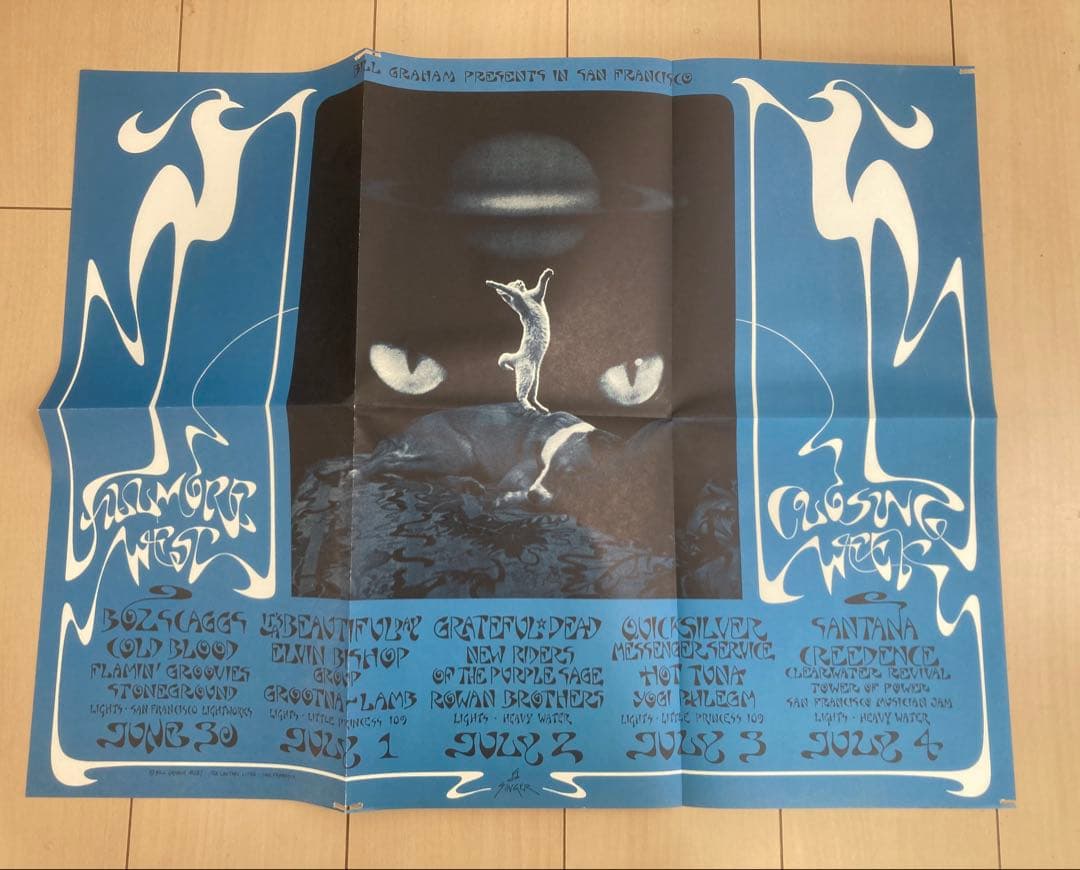 BILL GRAHAM PRESENTS IN SAN FRANCISCO
FILLMORE
WEST
CLOSING
WEEK
BOZ SCAGGS
COLD BLOOD
FLAMIN' GROOVIES
STONEGROUND
LIGHTS · SAN FRANCISCO LIGHTWORKS
JUNE 30
IT'S A BEAUTIFUL DAY
ELVIN BISHOP
GROUP
GROOTNA–LAMB
LIGHTS · LITTLE PRINCESS 109
JULY 1
GRATEFUL★DEAD
NEW RIDERS
OF THE PURPLE SAGE
ROWAN BROTHERS
LIGHTS · HEAVY WATER
JULY 2
QUICKSILVER
MESSENGER SERVICE
HOT TUNA
YOGI PHLEGM
LIGHTS · LITTLE PRINCESS 109
JULY 3
SANTANA
CREEDENCE
CLEARWATER REVIVAL
TOWER OF POWER
SAN FRANCISCO MUSICIAN JAM
LIGHTS · HEAVY WATER
JULY 4
SINGER